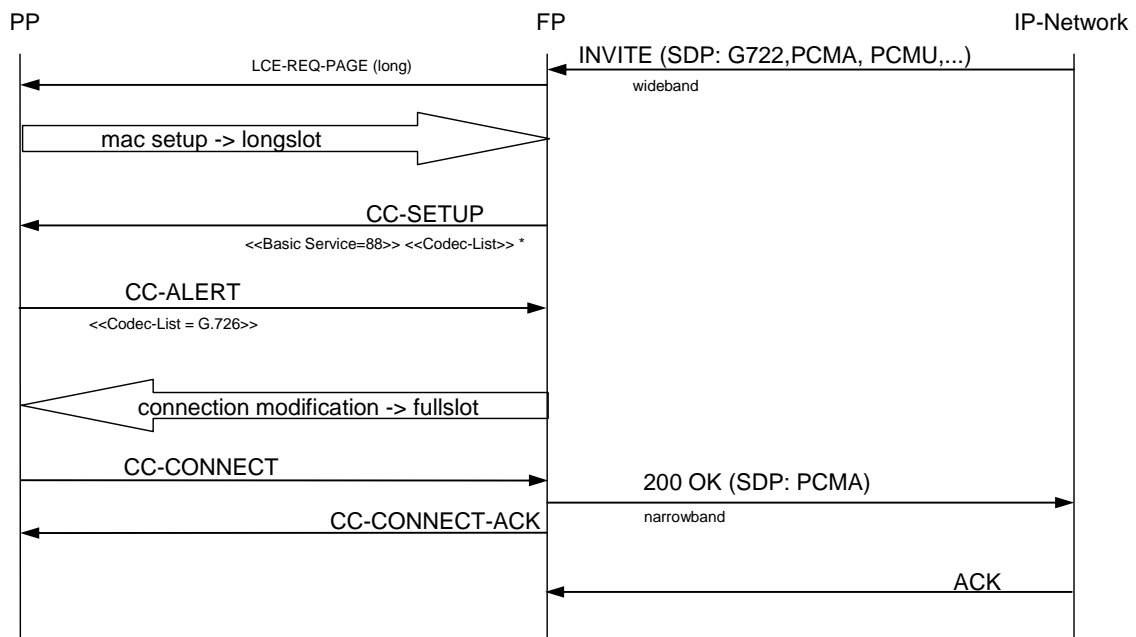 PP
FP
IP-Network
INVITE (SDP: G722,PCMA, PCMU,...)
LCE-REQ-PAGE (long)
wideband
mac setup -> longslot
CC-SETUP
<<Basic Service=88>> <<Codec-List>> *
CC-ALERT
<<Codec-List = G.726>>
connection modification -> fullslot
CC-CONNECT
200 OK (SDP: PCMA)
narrowband
CC-CONNECT-ACK
ACK